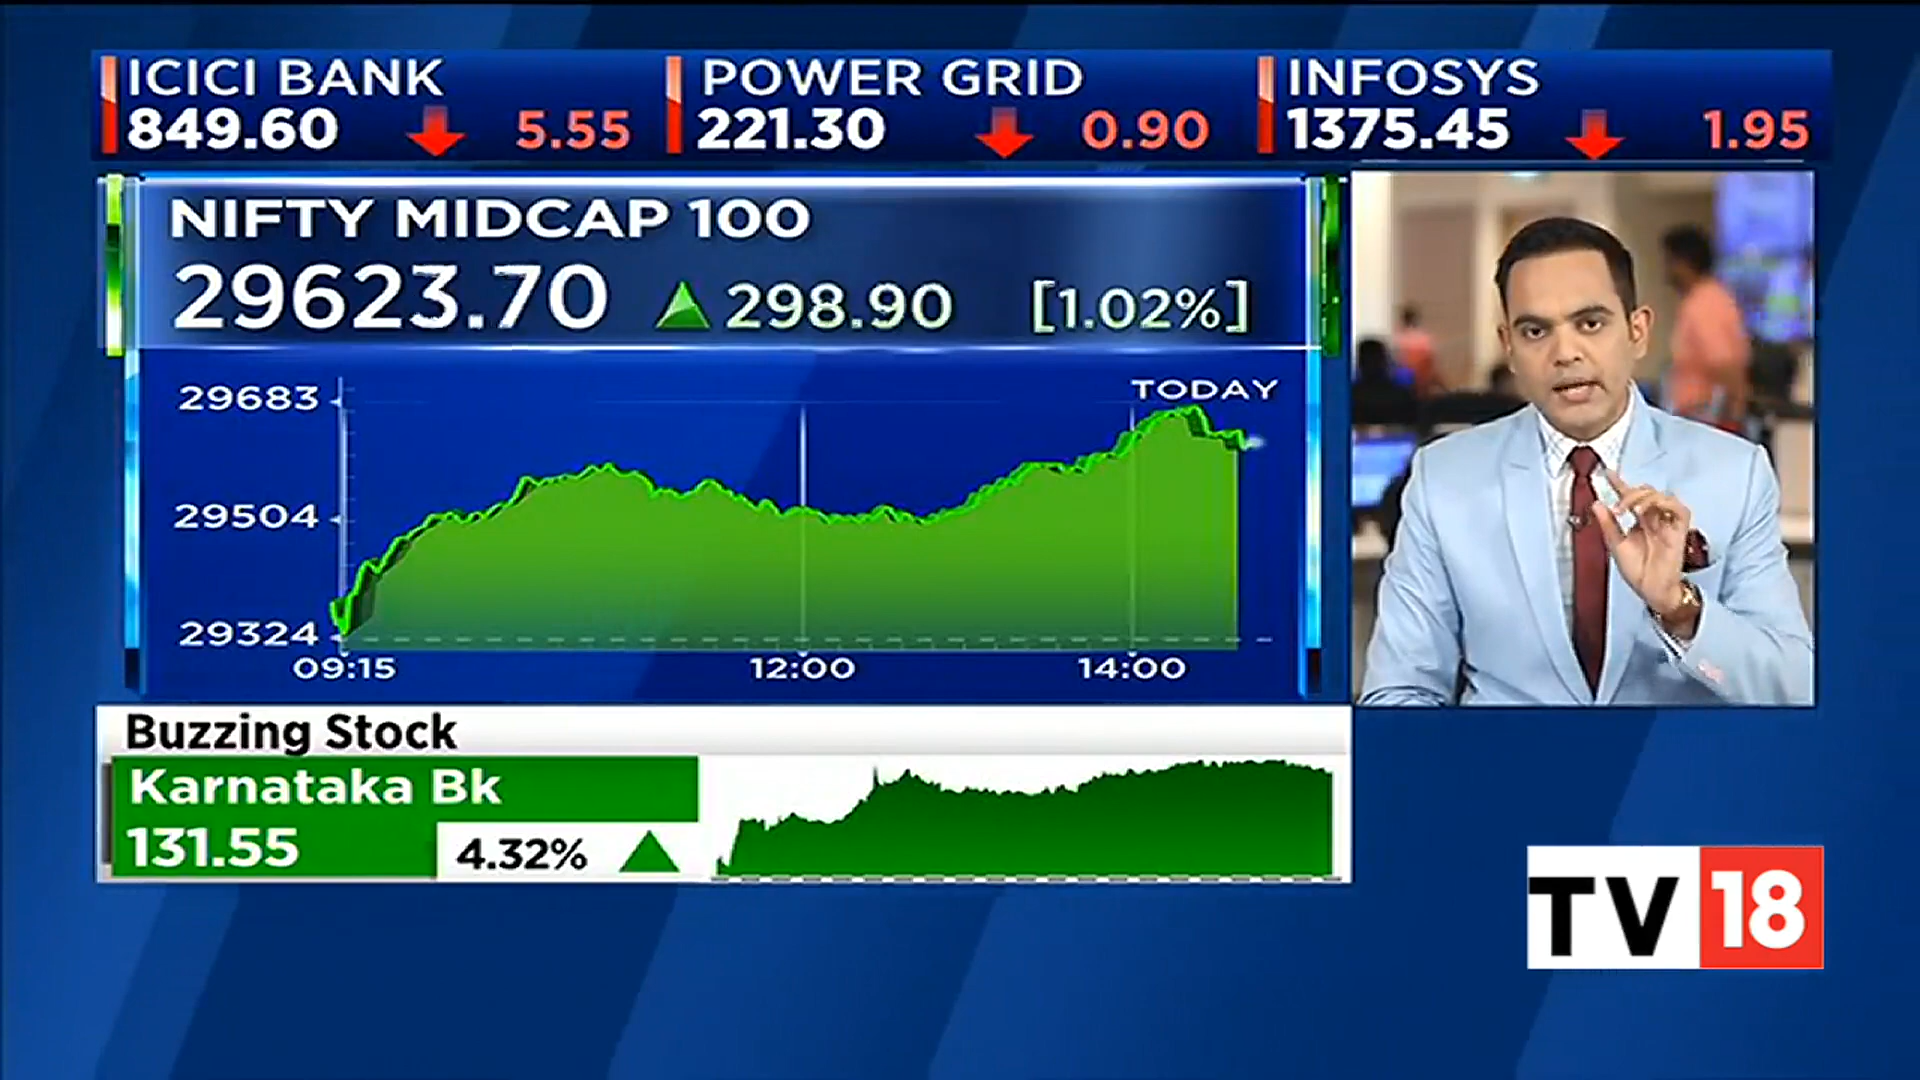 ICICI BANK
849.60 5.55
POWER GRID
221.30 0.90
INFOSYS
1375.45 1.95
NIFTY MIDCAP 100
29623.70 298.90 [1.02%]
TODAY
29683
29504
29324
09:15 12:00 14:00
Buzzing Stock
Karnataka Bk
131.55 4.32%
TV18